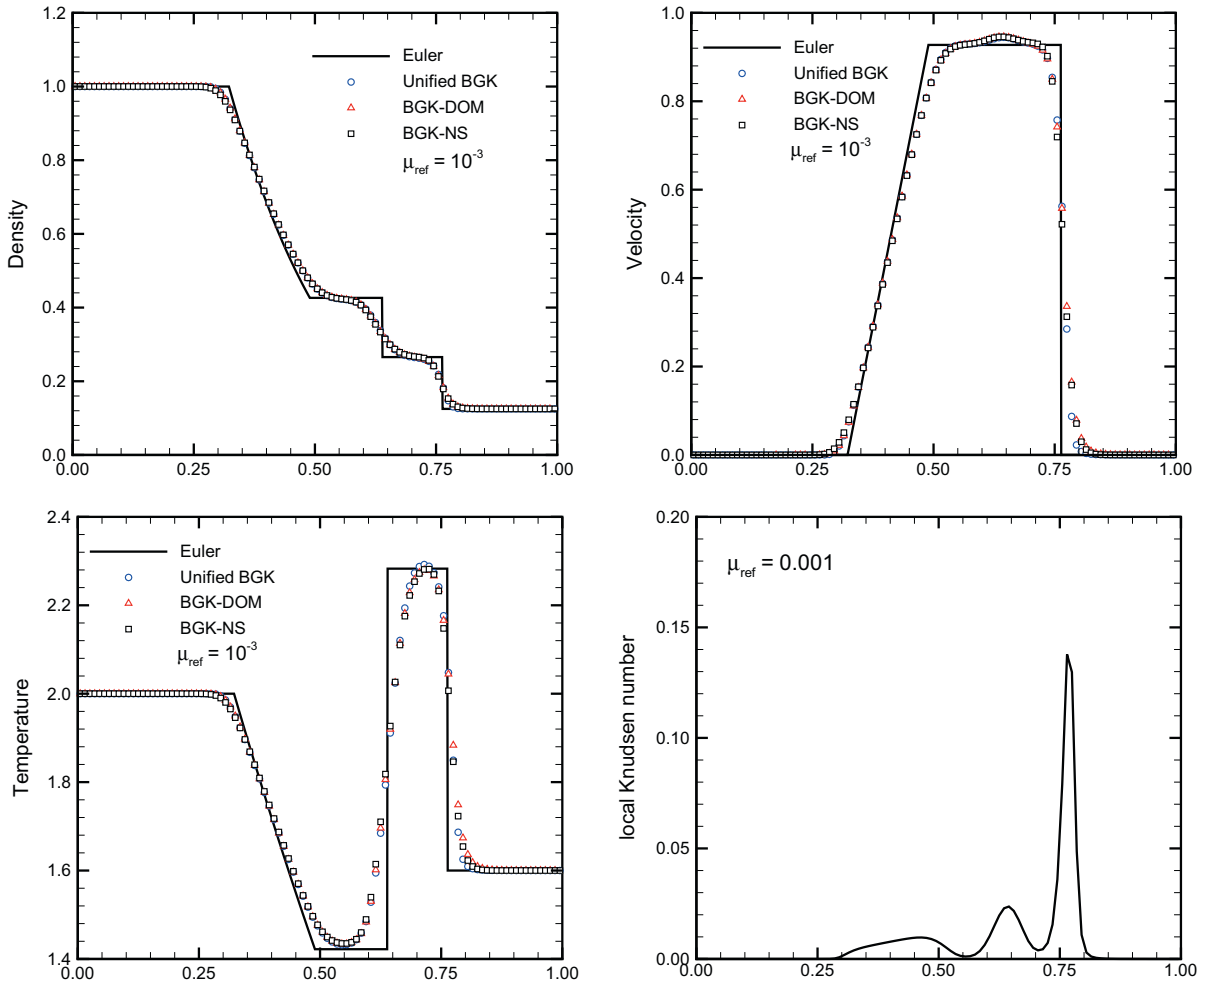 1.2
1.0
0.8
0.6
0.4
0.2
0.0
0.00
0.25
0.50
0.75
1.00
Density
Euler
Unified BGK
BGK-DOM
BGK-NS
μref = 10-3
1.0
0.8
0.6
0.4
0.2
0.0
0.00
0.25
0.50
0.75
1.00
Velocity
Euler
Unified BGK
BGK-DOM
BGK-NS
μref = 10-3
2.4
2.2
2.0
1.8
1.6
1.4
0.00
0.25
0.50
0.75
1.00
Temperature
Euler
Unified BGK
BGK-DOM
BGK-NS
μref = 10-3
0.20
0.15
0.10
0.05
0.00
0.00
0.25
0.50
0.75
1.00
local Knudsen number
μref = 0.001